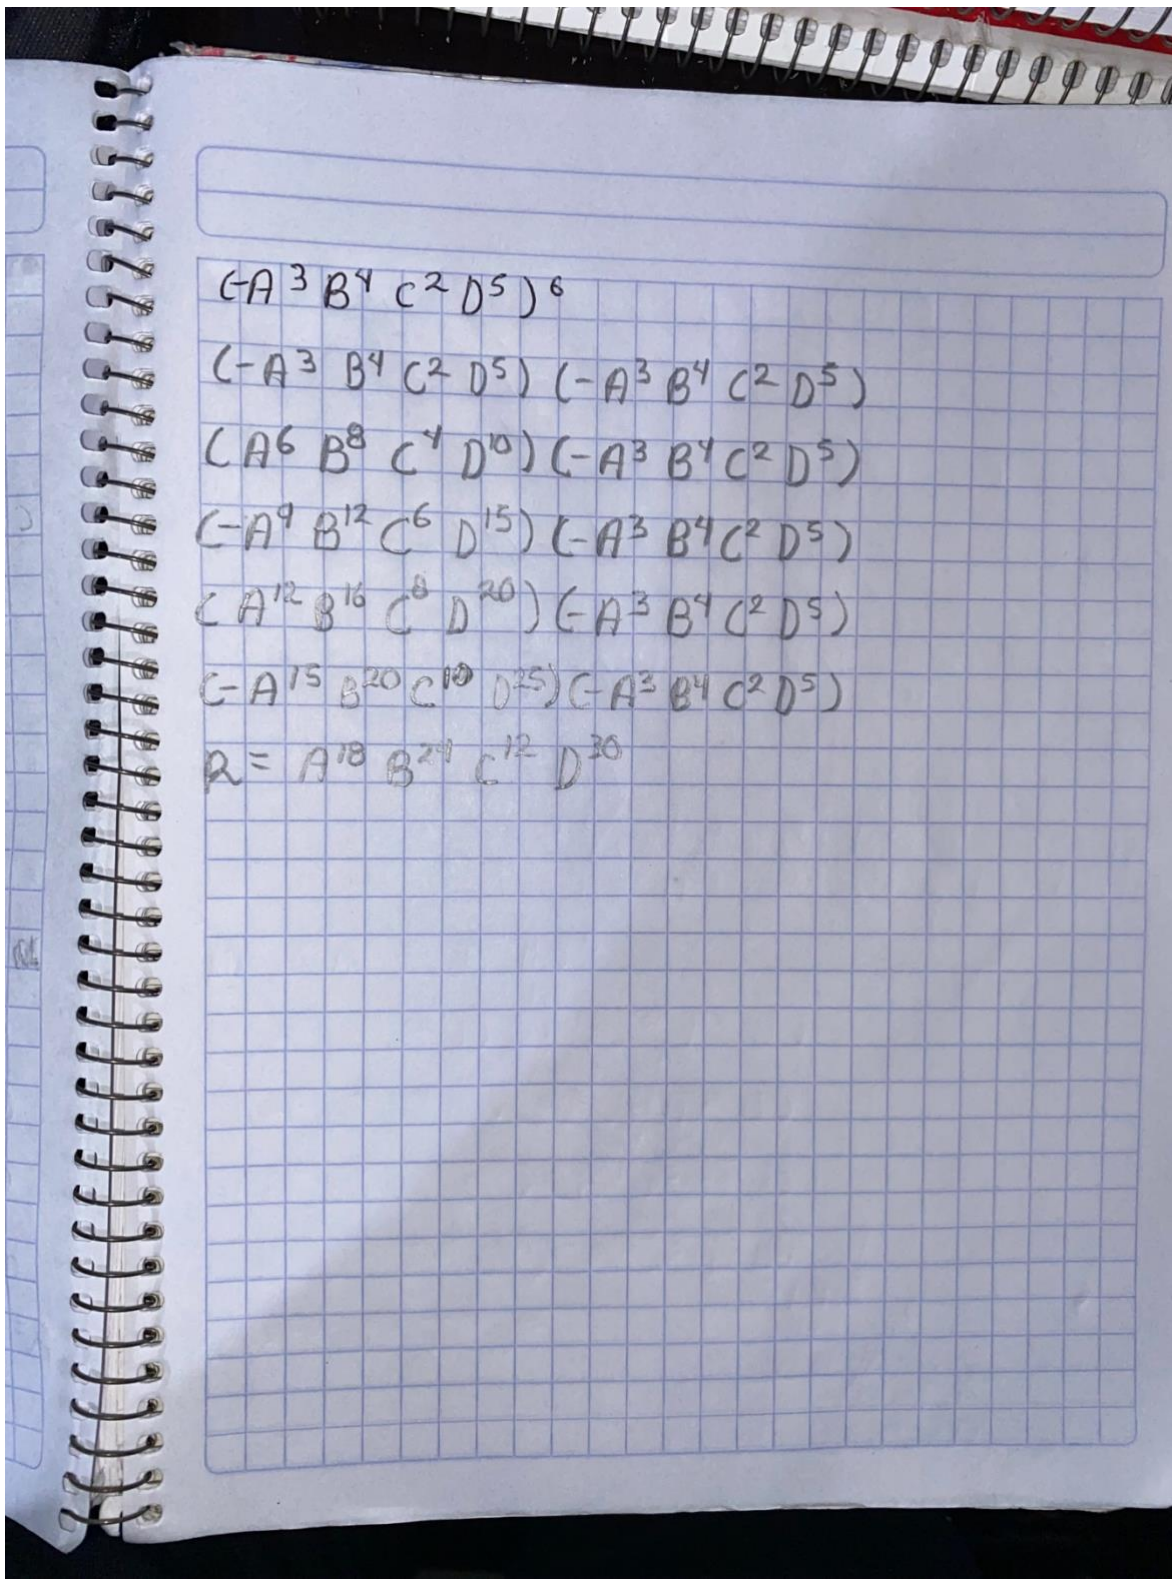 (-A³ B⁴ C² D⁵)⁶
(-A³ B⁴ C² D⁵) (-A³ B⁴ C² D⁵)
(A⁶ B⁸ C⁴ D¹⁰) (-A³ B⁴ C² D⁵)
(-A⁹ B¹² C⁶ D¹⁵) (-A³ B⁴ C² D⁵)
(A¹² B¹⁶ C⁸ D²⁰) (-A³ B⁴ C² D⁵)
(-A¹⁵ B²⁰ C¹⁰ D²⁵) (-A³ B⁴ C² D⁵)
R = A¹⁸ B²⁴ C¹² D³⁰